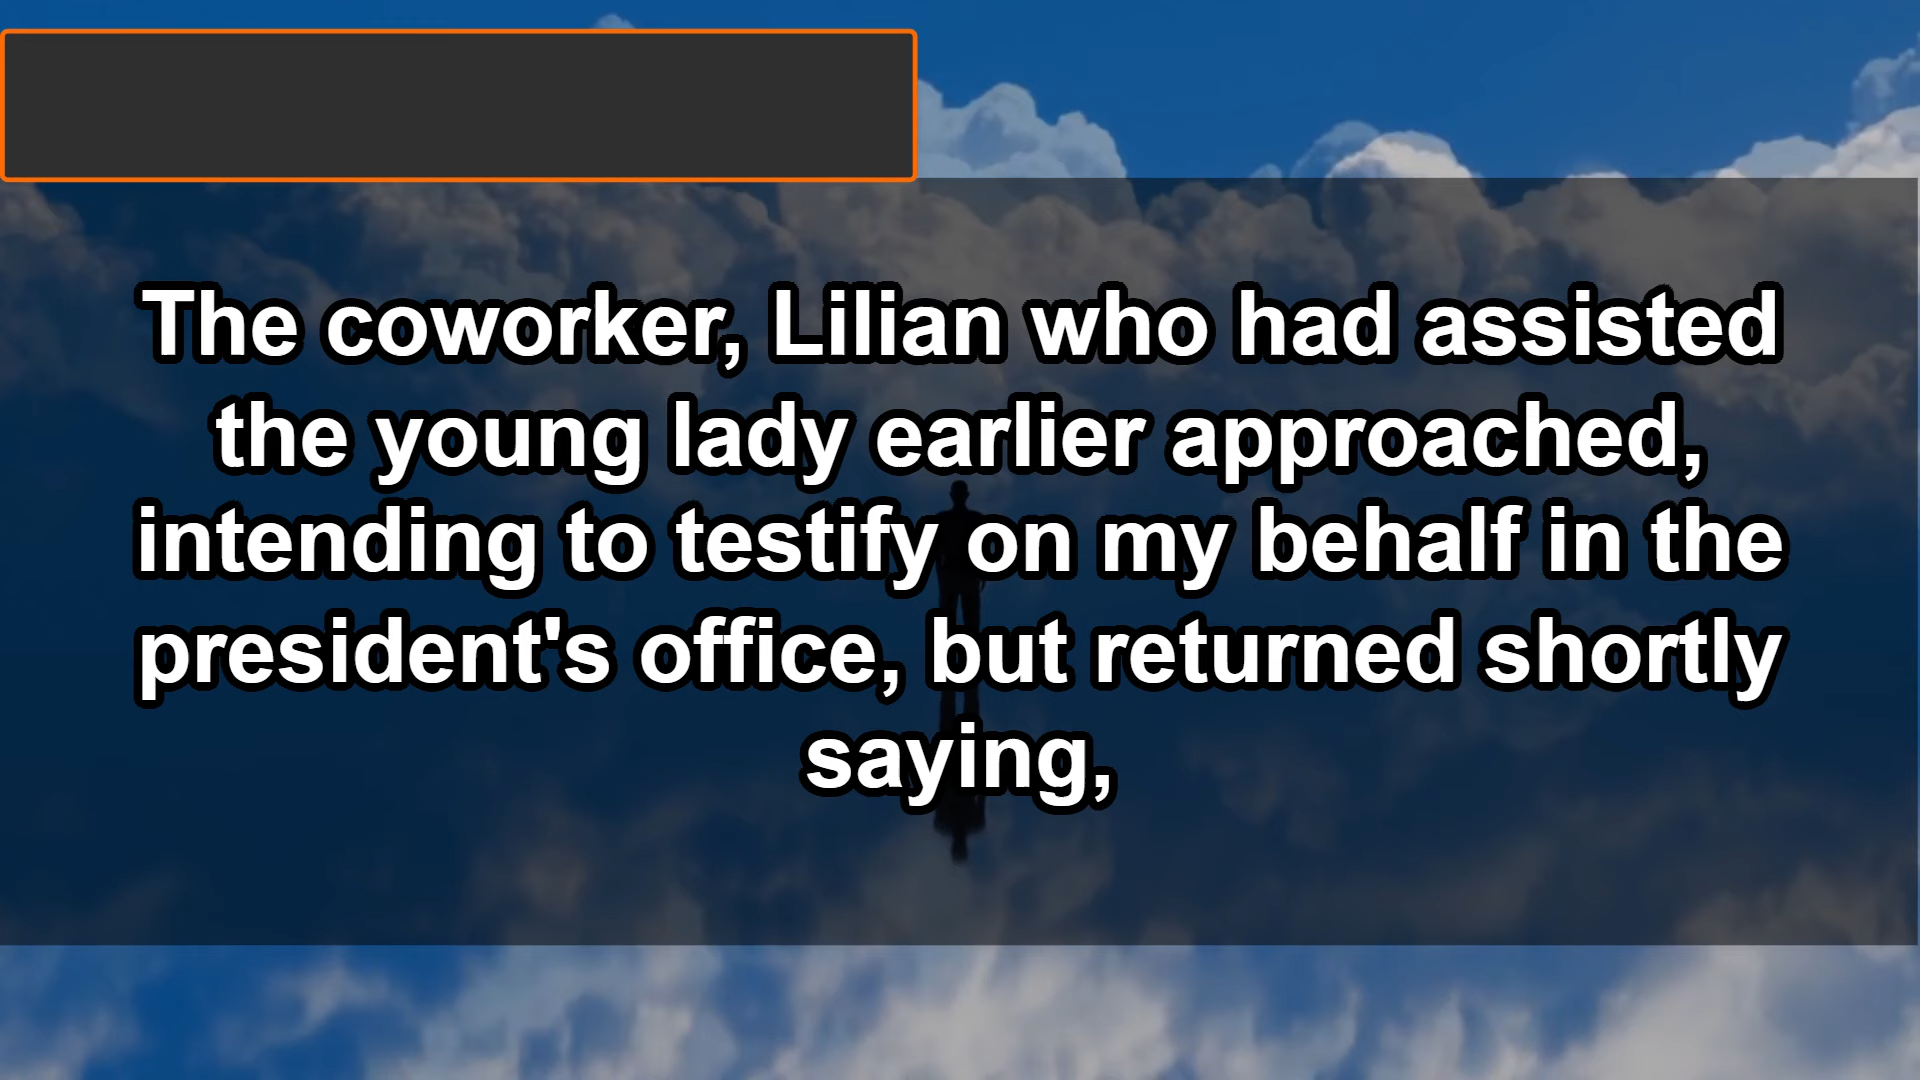 The coworker, Lilian who had assisted
the young lady earlier approached,
intending to testify on my behalf in the
president's office, but returned shortly
saying,